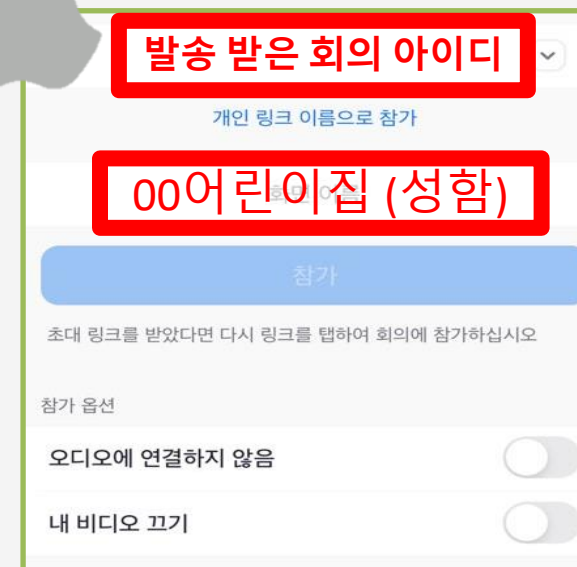 발송 받은 회의 아이디
개인 링크 이름으로 참가
00어린이집 (성함)
참가
초대 링크를 받았다면 다시 링크를 탭하여 회의에 참가하십시오
참가 옵션
오디오에 연결하지 않음
내 비디오 끄기